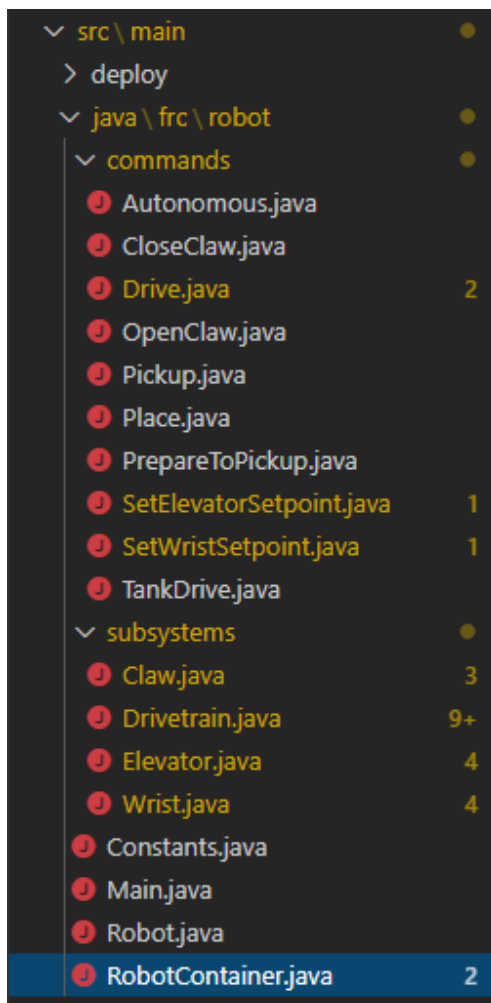 src \ main
deploy
java \ frc \ robot
commands
J Autonomous.java
J CloseClaw.java
J Drive.java 2
J OpenClaw.java
J Pickup.java
J Place.java
J PrepareToPickup.java
J SetElevatorSetpoint.java 1
J SetWristSetpoint.java 1
J TankDrive.java
subsystems
J Claw.java 3
J Drivetrain.java 9+
J Elevator.java 4
J Wrist.java 4
J Constants.java
J Main.java
J Robot.java
J RobotContainer.java 2